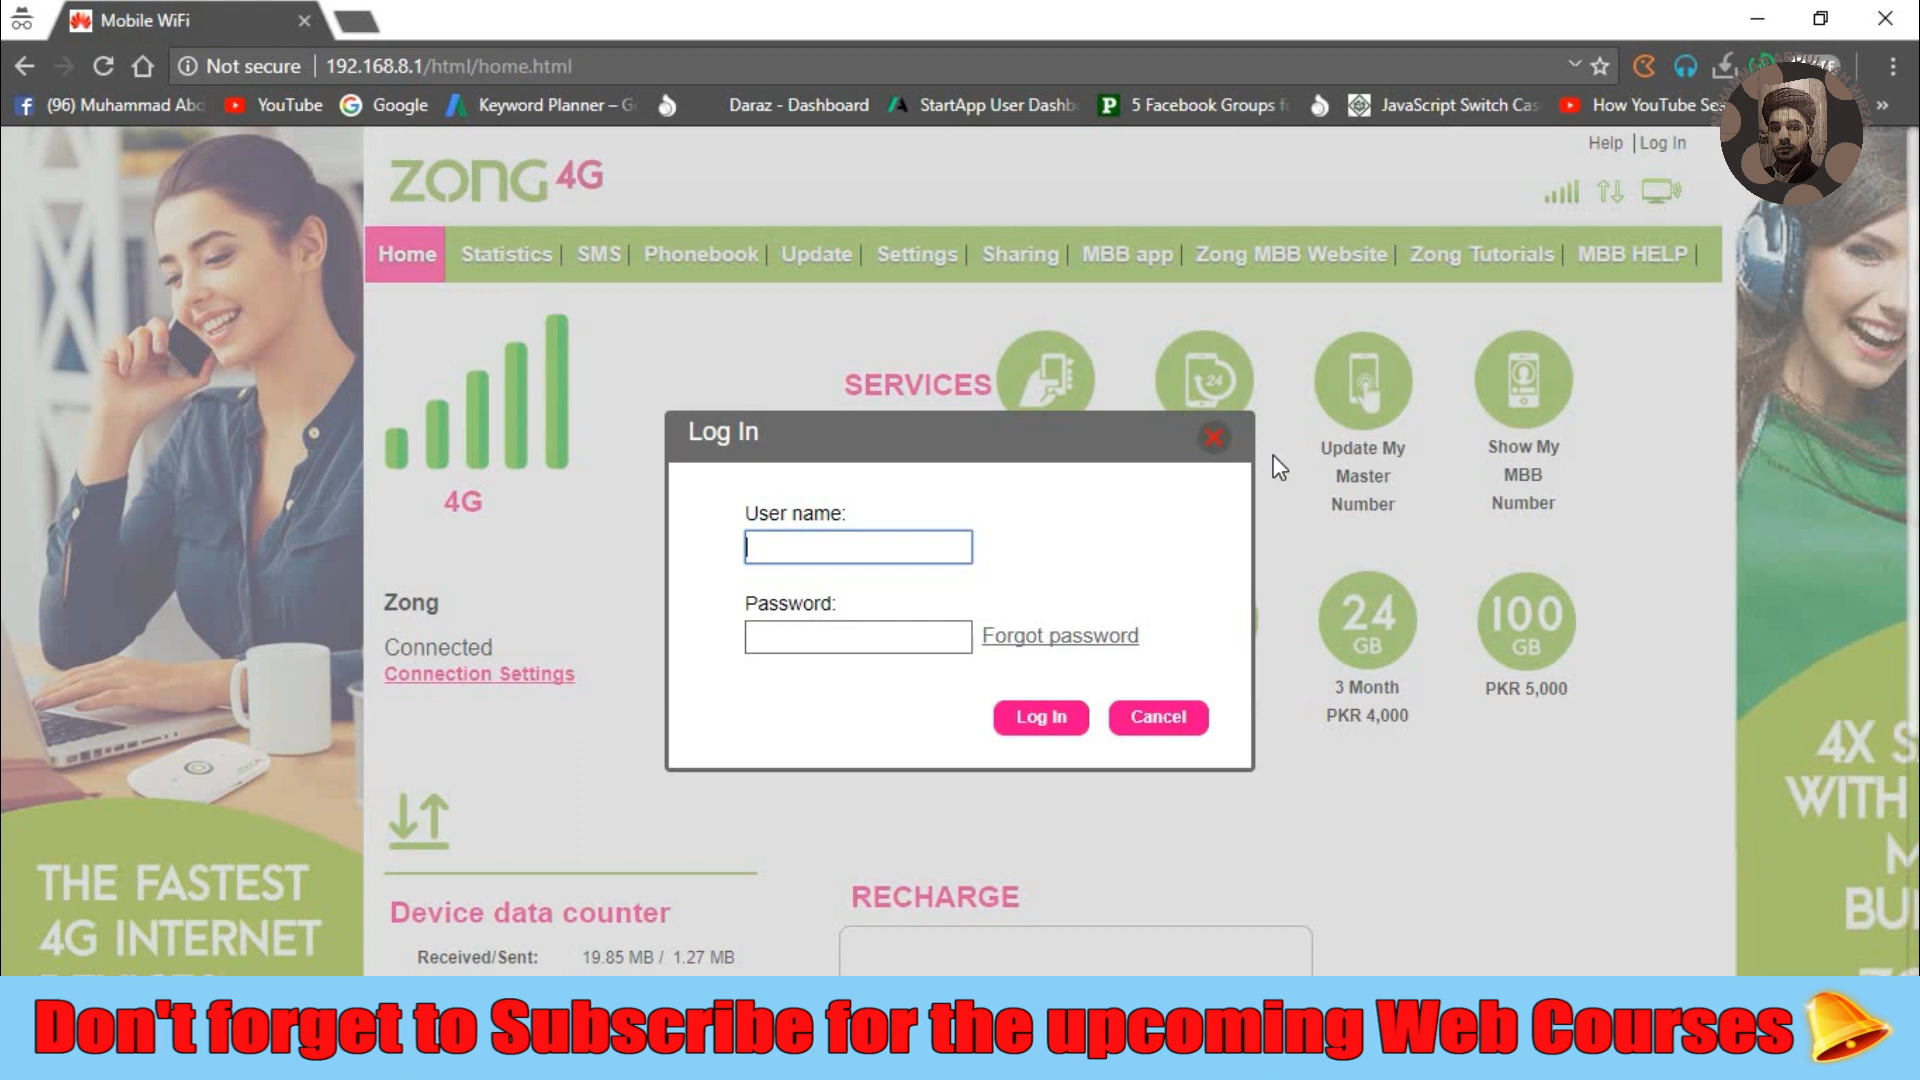 Mobile WiFi
Not secure | 192.168.8.1/html/home.html
(96) Muhammad Abd
YouTube
Google
Keyword Planner – G
Daraz - Dashboard
StartApp User Dashb
5 Facebook Groups f
JavaScript Switch Cas
How YouTube Sea
Help | Log In
ZONG 4G
Home
Statistics | SMS | Phonebook | Update | Settings | Sharing | MBB app | Zong MBB Website | Zong Tutorials | MBB HELP |
SERVICES
24
4G
Update My
Master
Number
Show My
MBB
Number
Log In
User name:
Password:
Forgot password
Log In
Cancel
Zong
Connected
Connection Settings
24
GB
3 Month
PKR 4,000
100
GB
PKR 5,000
Device data counter
Received/Sent: 19.85 MB / 1.27 MB
RECHARGE
THE FASTEST
4G INTERNET
4X S
WITH
M
BU
Don't forget to Subscribe for the upcoming Web Courses